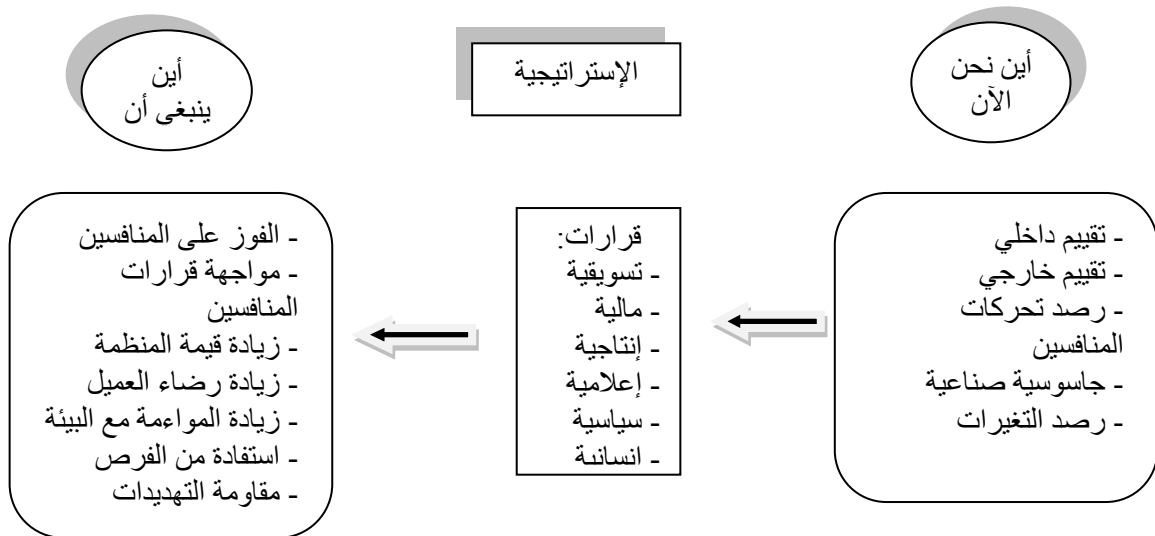 أين نحن
الآن
الإستراتيجية
أين
ينبغى أن
- تقييم داخلي
- تقييم خارجي
- رصد تحركات
المنافسين
- جاسوسية صناعية
- رصد التغيرات
قرارات:
- تسويقية
- مالية
- إنتاجية
- إعلامية
- سياسية
- انسانية
- الفوز على المنافسين
- مواجهة قرارات
المنافسين
- زيادة قيمة المنظمة
- زيادة رضاء العميل
- زيادة المواءمة مع البيئة
- استفادة من الفرص
- مقاومة التهديدات